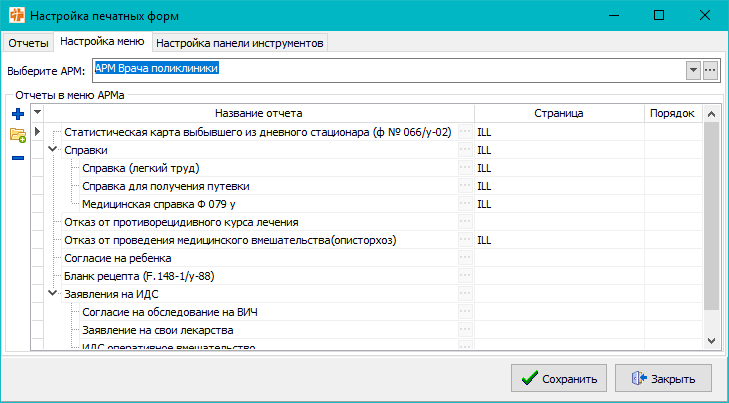 Настройка печатных форм
Отчеты Настройка меню Настройка панели инструментов
Выберите АРМ: АРМ Врача поликлиники
Отчеты в меню АРМа
Название отчета Страница Порядок
Статистическая карта выбывшего из дневного стационара (ф № 066/у-02) ILL
Справки ILL
Справка (легкий труд) ILL
Справка для получения путевки ILL
Медицинская справка Ф 079 у ILL
Отказ от проторецидивного курса лечения
Отказ от проведения медицинского вмешательства(описторхоз) ILL
Согласие на ребенка
Бланк рецепта (F.148-1/у-88)
Заявления на ИДС
Согласие на обследование на ВИЧ
Заявление на свои лекарства
ИДС оперативное вмешательство
Сохранить Закрыть